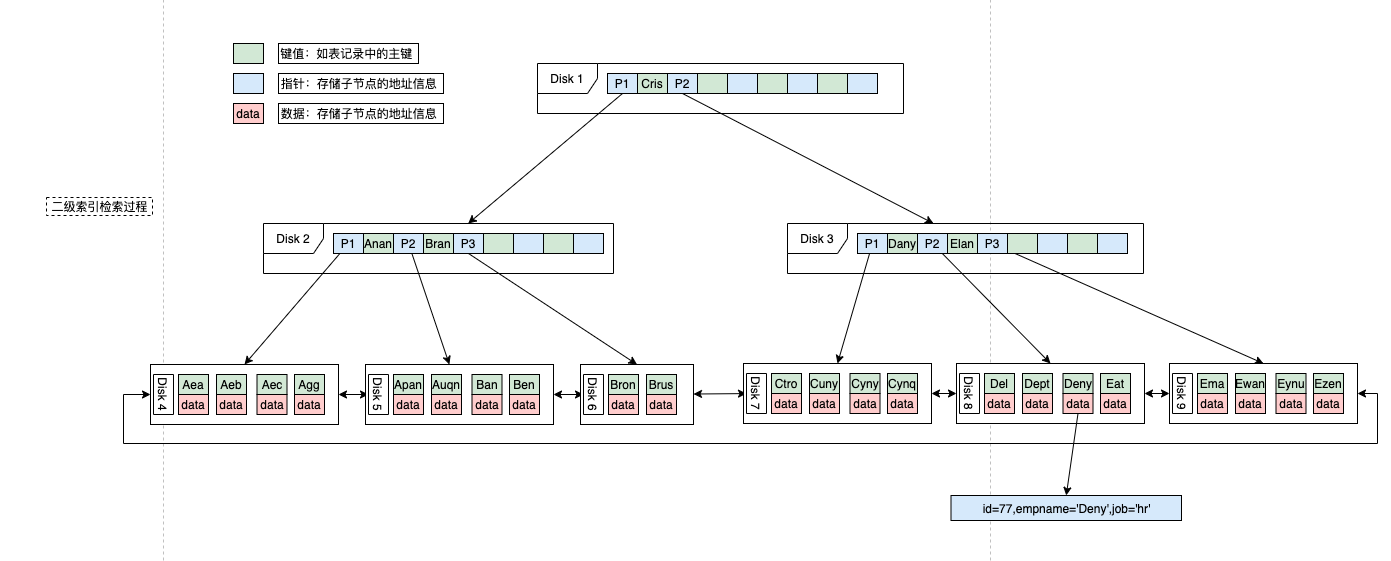 键值：如表记录中的主键
指针：存储子节点的地址信息
data 数据：存储子节点的地址信息
Disk 1 P1 Cris P2
二级索引检索过程
Disk 2 P1 Anan P2 Bran P3
Disk 3 P1 Dany P2 Elan P3
Disk 4 Aea Aeb Aec Agg
data data data data
Disk 5 Apan Auqn Ban Ben
data data data data
Disk 6 Bron Brus
data data
Disk 7 Ctro Cuny Cyny Cynq
data data data data
Disk 8 Del Dept Deny Eat
data data data data
Disk 9 Ema Ewan Eynu Ezen
data data data data
id=77,empname='Deny',job='hr'